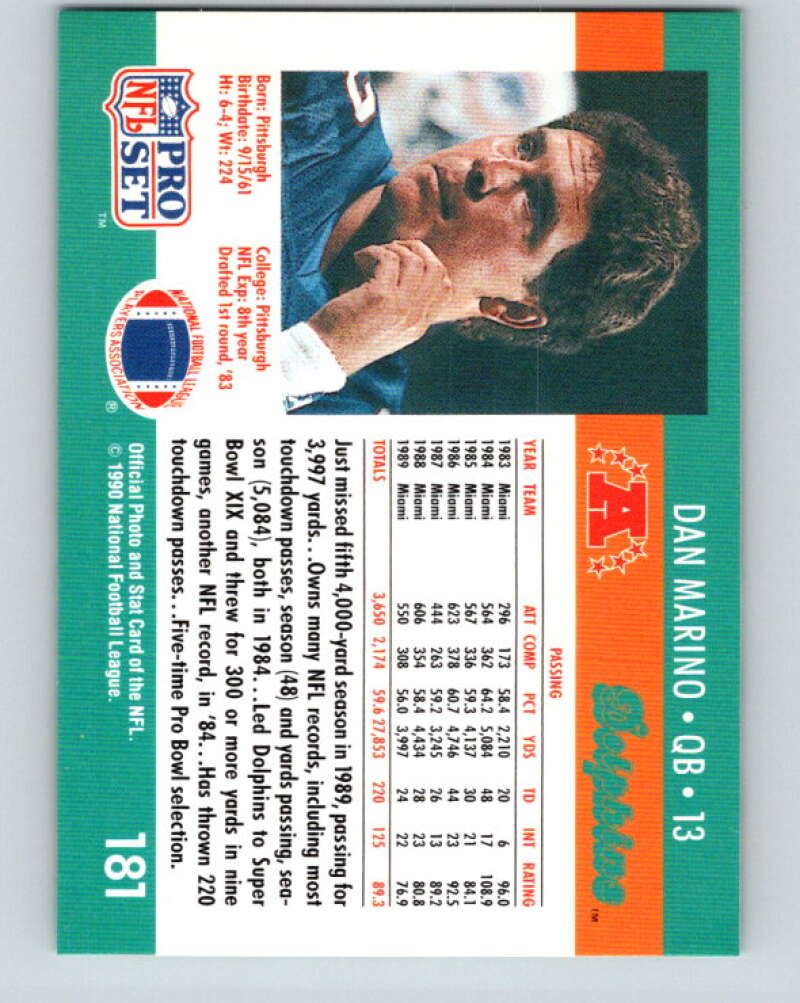 DAN MARINO • QB • 13
A
Dolphins™
PASSING
YEAR TEAM ATT COMP PCT YDS TD INT RATING
1983 Miami 296 173 58.4 2,210 20 6 96.0
1984 Miami 564 362 64.2 5,084 48 17 108.9
1985 Miami 567 336 59.3 4,137 30 21 84.1
1986 Miami 623 378 60.7 4,746 44 23 92.5
1987 Miami 444 263 59.2 3,245 26 13 89.2
1988 Miami 606 354 58.4 4,434 28 23 80.8
1989 Miami 550 308 56.0 3,997 24 22 76.9
TOTALS 3,650 2,174 59.6 27,853 220 125 89.3
Just missed fifth 4,000-yard season in 1989, passing for
3,997 yards...Owns many NFL records, including most
touchdown passes, season (48) and yards passing, sea-
son (5,084), both in 1984...Led Dolphins to Super
Bowl XIX and threw for 300 or more yards in nine
games, another NFL record, in '84...Has thrown 220
touchdown passes...Five-time Pro Bowl selection.
Born: Pittsburgh
Birthdate: 9/15/61
Ht: 6-4; Wt: 224
College: Pittsburgh
NFL Exp: 8th year
Drafted 1st round, '83
NFL
PRO
SET
™
NATIONAL FOOTBALL LEAGUE
PLAYERS ASSOCIATION
®
Official Photo and Stat Card of the NFL.
© 1990 National Football League.
181